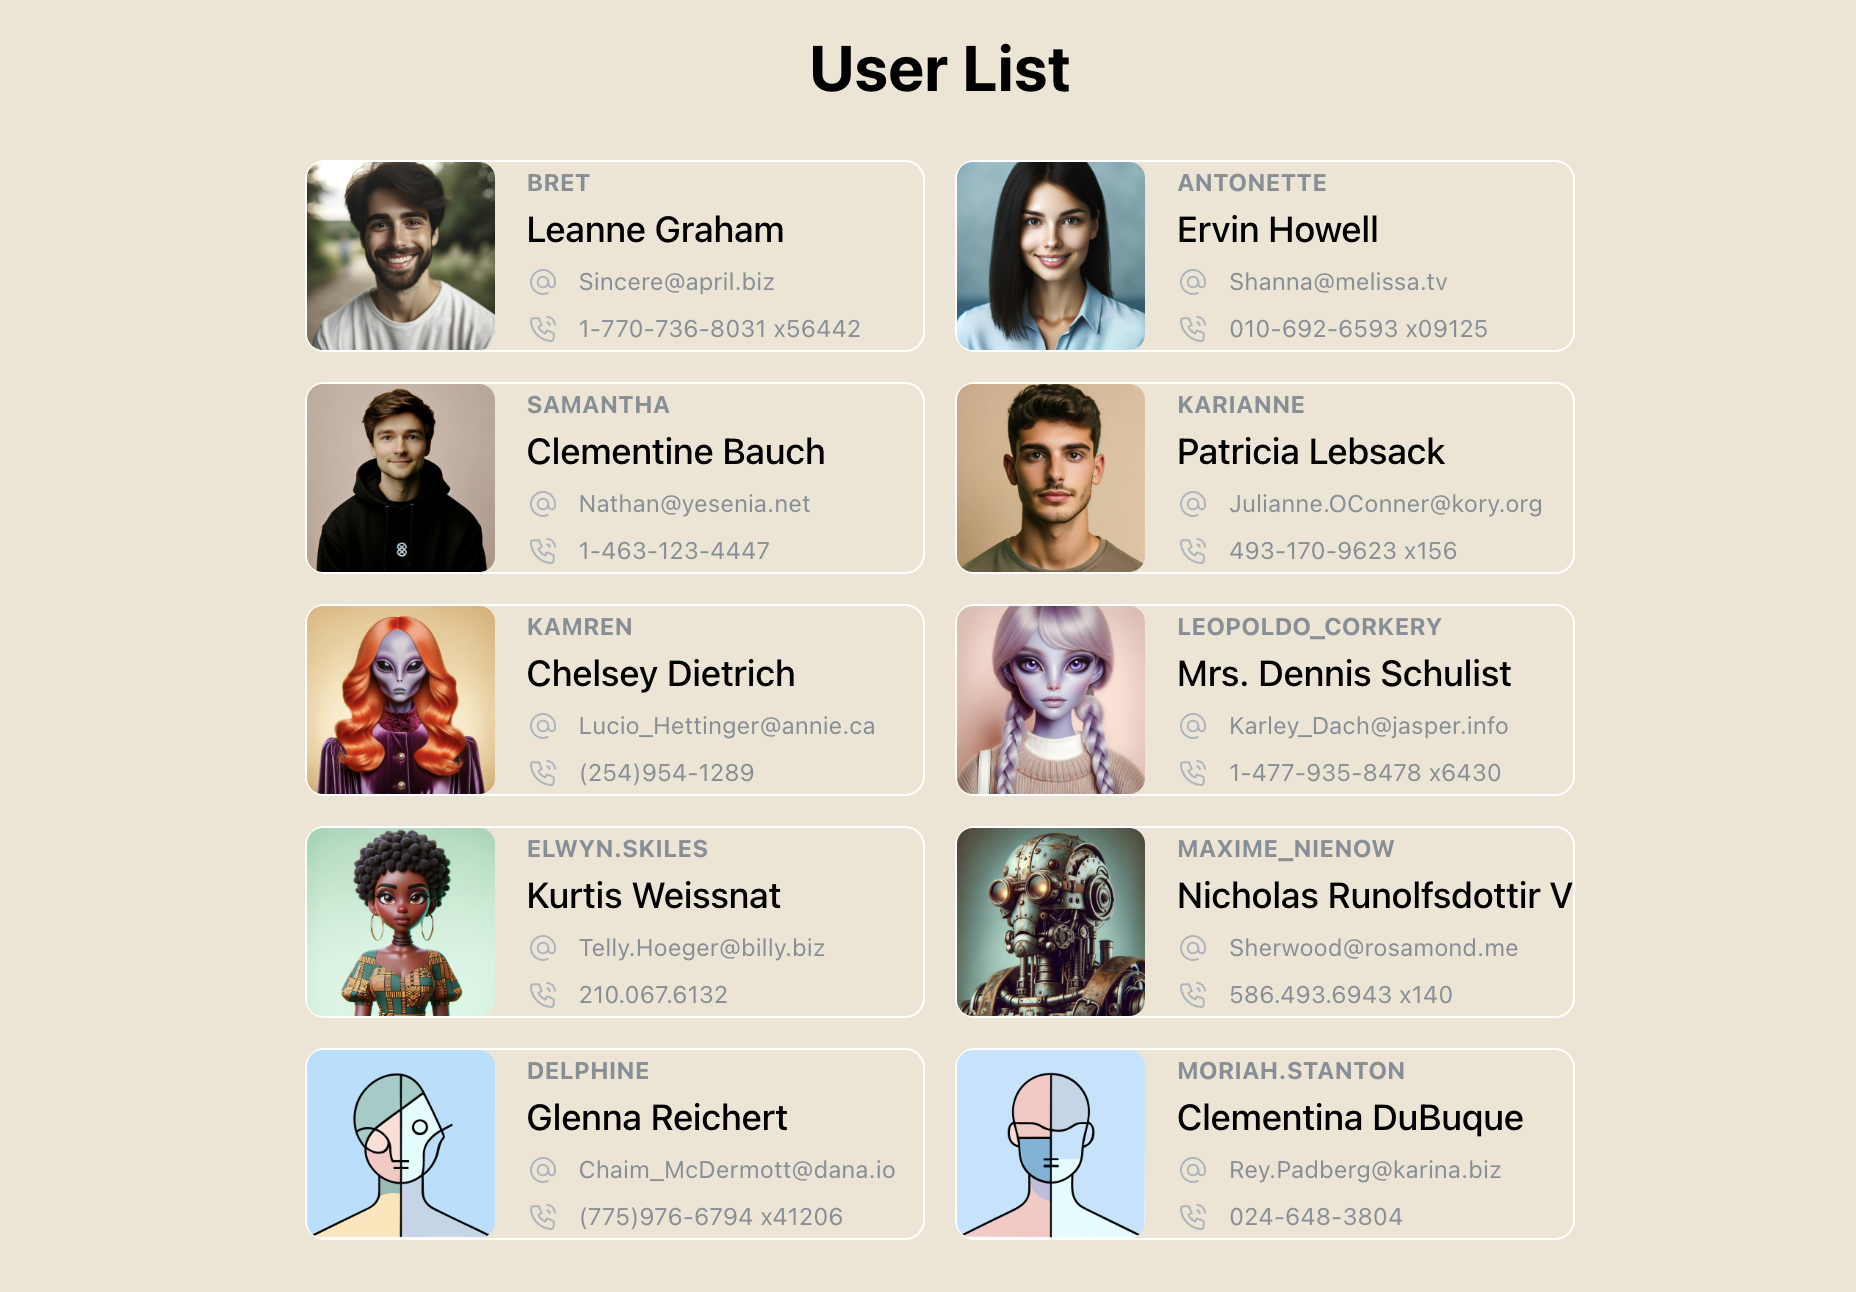 User List
BRET
Leanne Graham
Sincere@april.biz
1-770-736-8031 x56442
ANTONETTE
Ervin Howell
Shanna@melissa.tv
010-692-6593 x09125
SAMANTHA
Clementine Bauch
Nathan@yesenia.net
1-463-123-4447
KARIANNE
Patricia Lebsack
Julianne.OConner@kory.org
493-170-9623 x156
KAMREN
Chelsey Dietrich
Lucio_Hettinger@annie.ca
(254)954-1289
LEOPOLDO_CORKERY
Mrs. Dennis Schulist
Karley_Dach@jasper.info
1-477-935-8478 x6430
ELWYN.SKILES
Kurtis Weissnat
Telly.Hoeger@billy.biz
210.067.6132
MAXIME_NIENOW
Nicholas Runolfsdottir V
Sherwood@rosamond.me
586.493.6943 x140
DELPHINE
Glenna Reichert
Chaim_McDermott@dana.io
(775)976-6794 x41206
MORIAH.STANTON
Clementina DuBuque
Rey.Padberg@karina.biz
024-648-3804